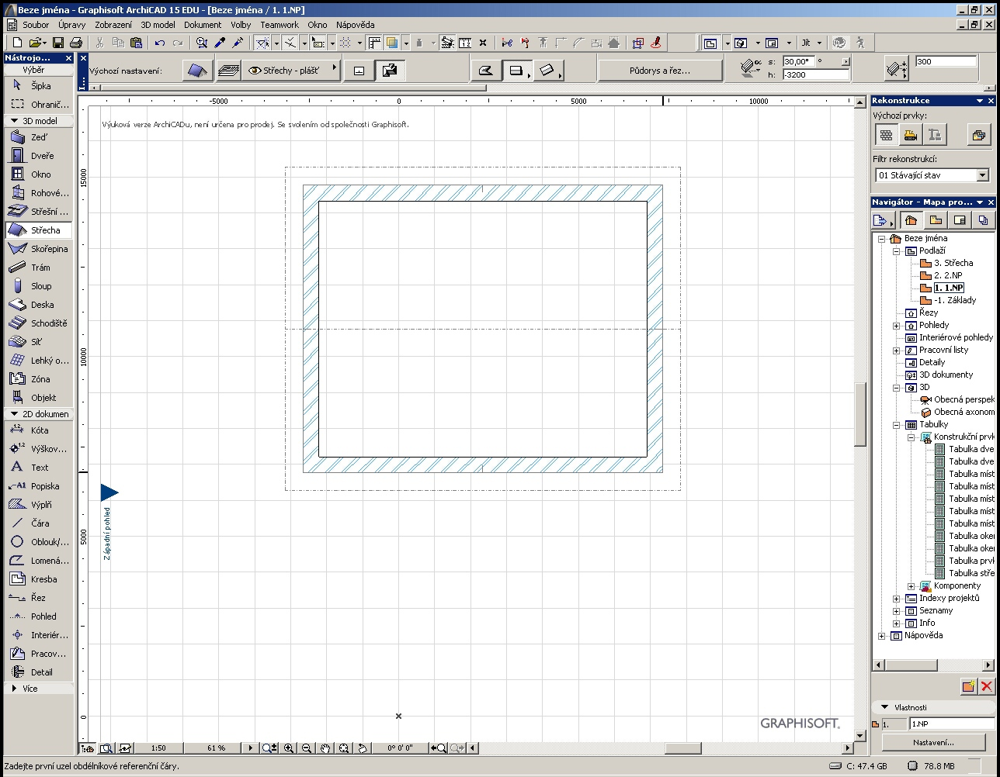 Beze jména - Graphisoft ArchiCAD 15 EDU - [Beze jména / 1. 1.NP]
Soubor Úpravy Zobrazení 3D model Dokument Volby Teamwork Okno Nápověda
Nástrojo...
Výběr
Šipka
Ohranič...
3D model
Zeď
Dveře
Okno
Rohové...
Střešní ...
Střecha
Skořepina
Trám
Sloup
Deska
Schodiště
Síť
Lehký o...
Zóna
Objekt
2D dokumen
Kóta
Výškov...
Text
Popiska
Výplň
Čára
Oblouk/...
Lomená...
Kresba
Řez
Pohled
Interiér...
Pracov...
Detail
Více
Výchozí nastavení:
Střechy - plášť
Půdorys a řez...
s: 30,00° °
h: -3200
300
-5000 0 5000 10000
15000
10000
5000
0
Výuková verze ArchiCADu, není určena pro prodej. Se svolením od společnosti Graphisoft.
Západní pohled
GRAPHISOFT.
1:50
61 %
0° 0' 0"
Rekonstrukce
Výchozí prvky:
Filtr rekonstrukcí:
01 Stávající stav
Navigátor - Mapa pro...
Beze jména
Podlaží
3. Střecha
2. 2.NP
1. 1.NP
-1. Základy
Řezy
Pohledy
Interiérové pohledy
Pracovní listy
Detaily
3D dokumenty
3D
Obecná perspek
Obecná axonom
Tabulky
Konstrukční prvk
Tabulka dve
Tabulka dve
Tabulka míst
Tabulka míst
Tabulka míst
Tabulka míst
Tabulka míst
Tabulka oken
Tabulka oken
Tabulka prvk
Tabulka stře
Komponenty
Indexy projektů
Seznamy
Info
Nápověda
Vlastnosti
1. 1.NP
Nastavení...
Zadejte první uzel obdélníkové referenční čáry.
C: 47.4 GB
78.8 MB